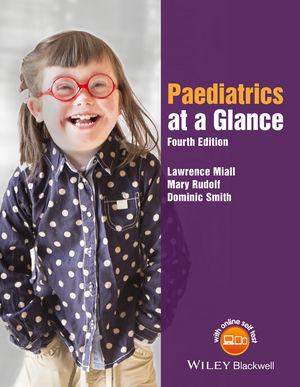 Paediatrics
at a Glance
Fourth Edition
Lawrence Miall
Mary Rudolf
Dominic Smith
with online self test
WILEY Blackwell